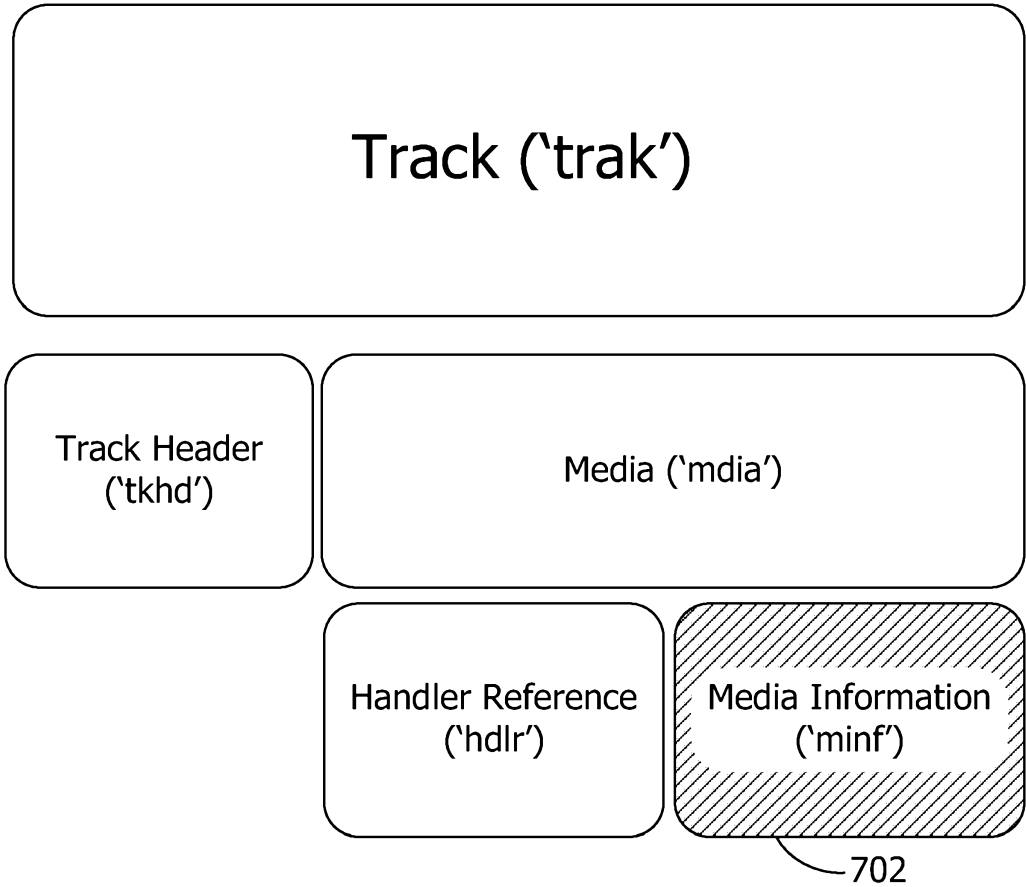 Track (‘trak’)
Track Header
(‘tkhd’)
Media (‘mdia’)
Handler Reference
(‘hdlr’)
Media Information
(‘minf’)
702